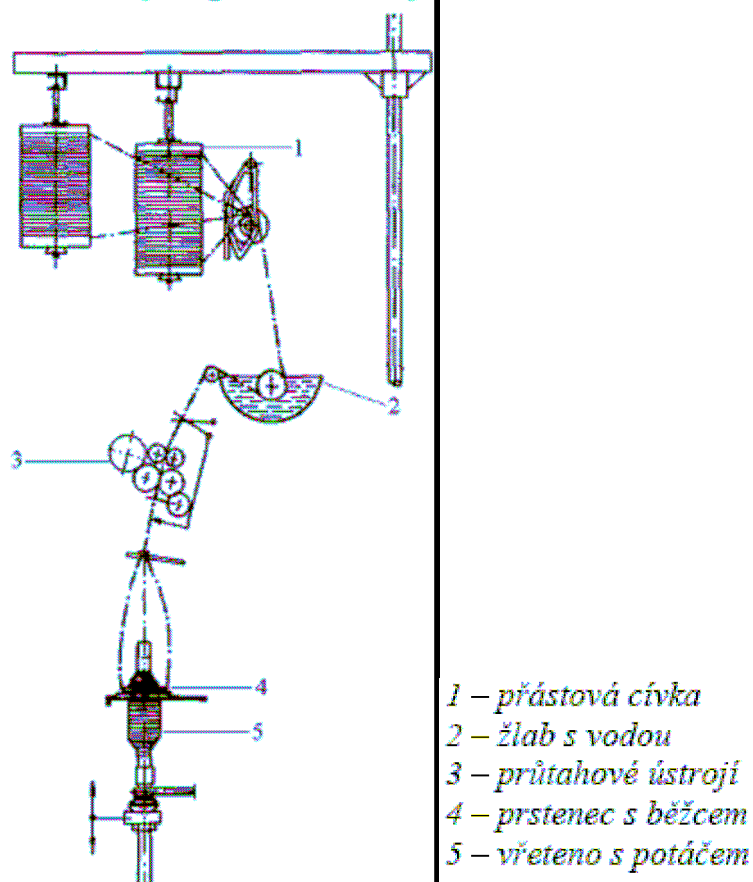 1
2
3
4
5
1 – přástová cívka
2 – žlab s vodou
3 – průtahové ústrojí
4 – prstenec s běžcem
5 – vřeteno s potáčem